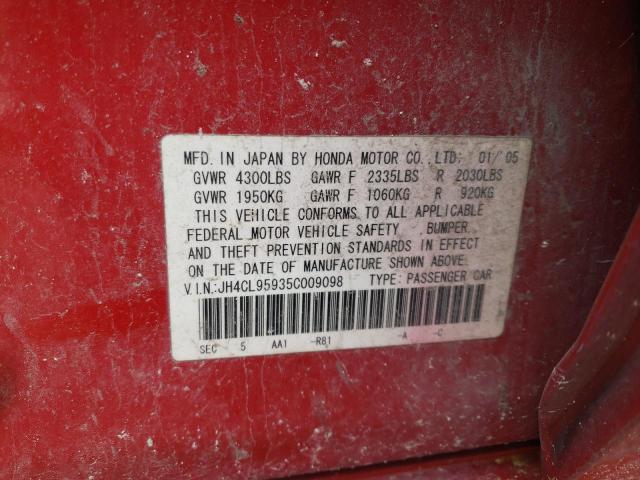 MFD. IN JAPAN BY HONDA MOTOR CO., LTD. 01/05
GVWR 4300LBS GAWR F 2335LBS R 2030LBS
GVWR 1950KG GAWR F 1060KG R 920KG
THIS VEHICLE CONFORMS TO ALL APPLICABLE
FEDERAL MOTOR VEHICLE SAFETY ,BUMPER,
AND THEFT PREVENTION STANDARDS IN EFFECT
ON THE DATE OF MANUFACTURE SHOWN ABOVE.
V.I.N.:JH4CL95935C009098 TYPE: PASSENGER CAR
SEC 5 AA1 -R81 -A -C